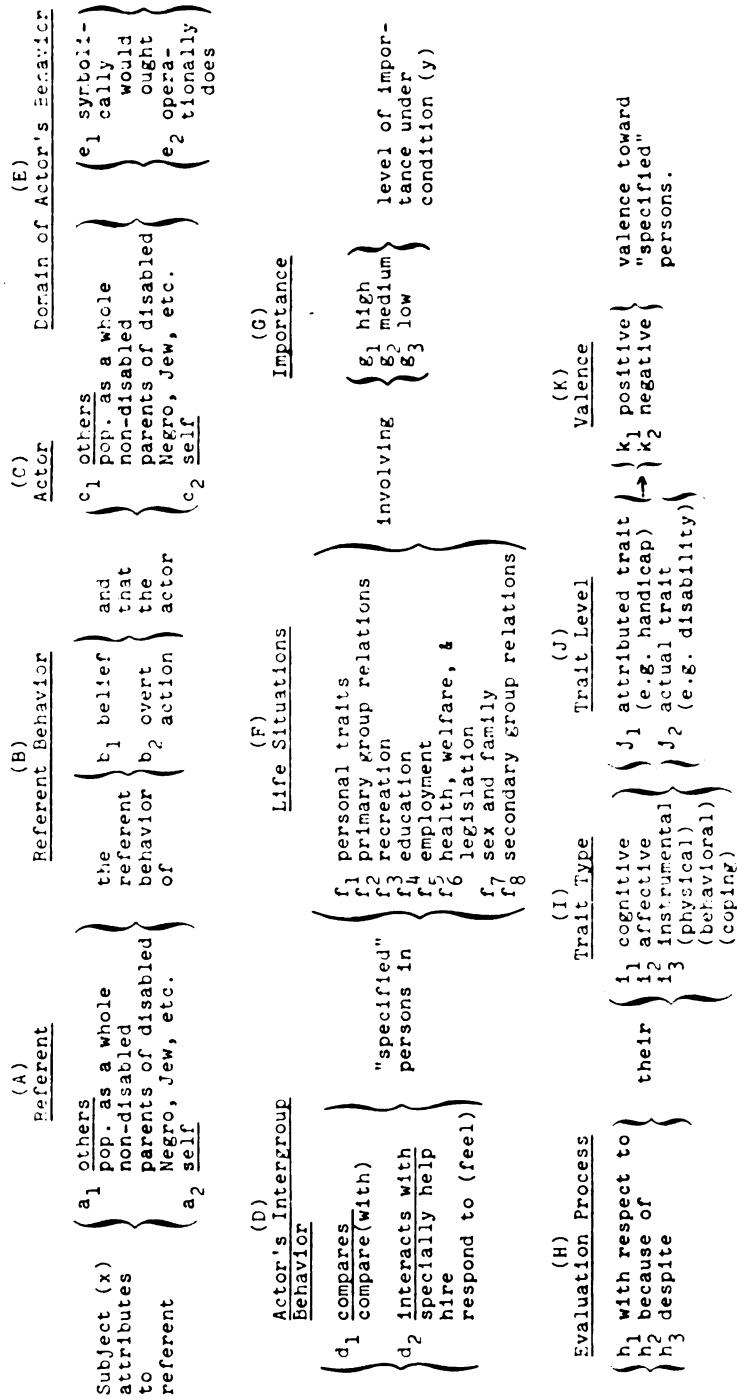 (A)
Referent
(B)
Referent Behavior
(C)
Actor
(E)
Domain of Actor's Behavior
Subject (x)
attributes
to
referent
a1 others
pop. as a whole
non-disabled
parents of disabled
Negro, Jew, etc.
a2 self
the
referent
behavior
of
b1 belief
b2 overt
action
and
that
the
actor
c1 others
pop. as a whole
non-disabled
parents of disabled
Negro, Jew, etc.
c2 self
e1 symboli-
cally
would
ought
e2 opera-
tionally
does
(D)
Actor's Intergroup
Behavior
(F)
Life Situations
(G)
Importance
d1 compares
compare(with)
d2 interacts with
specially help
hire
respond to (feel)
"specified"
persons in
f1 personal traits
f2 primary group relations
f3 recreation
f4 education
f5 employment
f6 health, welfare, &
legislation
f7 sex and family
f8 secondary group relations
involving
g1 high
g2 medium
g3 low
level of impor-
tance under
condition (y)
(H)
Evaluation Process
(I)
Trait Type
(J)
Trait Level
(K)
Valence
h1 with respect to
h2 because of
h3 despite
their
i1 cognitive
i2 affective
i3 instrumental
(physical)
(behavioral)
(coping)
j1 attributed trait
(e.g. handicap)
j2 actual trait
(e.g. disability)
→
k1 positive
k2 negative
valence toward
"specified"
persons.